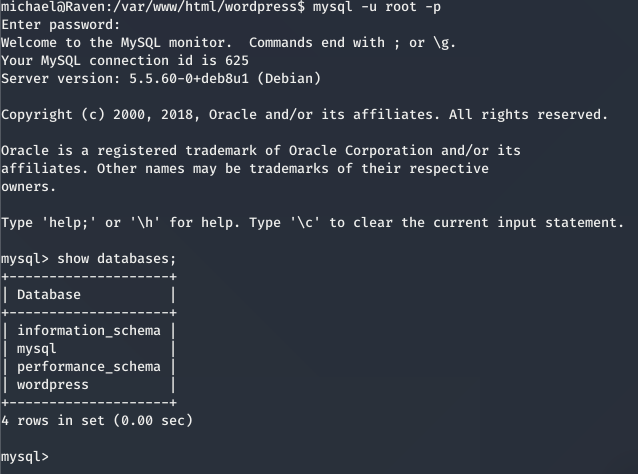 michael@Raven:/var/www/html/wordpress$ mysql -u root -p
Enter password:
Welcome to the MySQL monitor.  Commands end with ; or \g.
Your MySQL connection id is 625
Server version: 5.5.60-0+deb8u1 (Debian)

Copyright (c) 2000, 2018, Oracle and/or its affiliates. All rights reserved.

Oracle is a registered trademark of Oracle Corporation and/or its
affiliates. Other names may be trademarks of their respective
owners.

Type 'help;' or '\h' for help. Type '\c' to clear the current input statement.

mysql> show databases;
+--------------------+
| Database           |
+--------------------+
| information_schema |
| mysql              |
| performance_schema |
| wordpress          |
+--------------------+
4 rows in set (0.00 sec)

mysql>